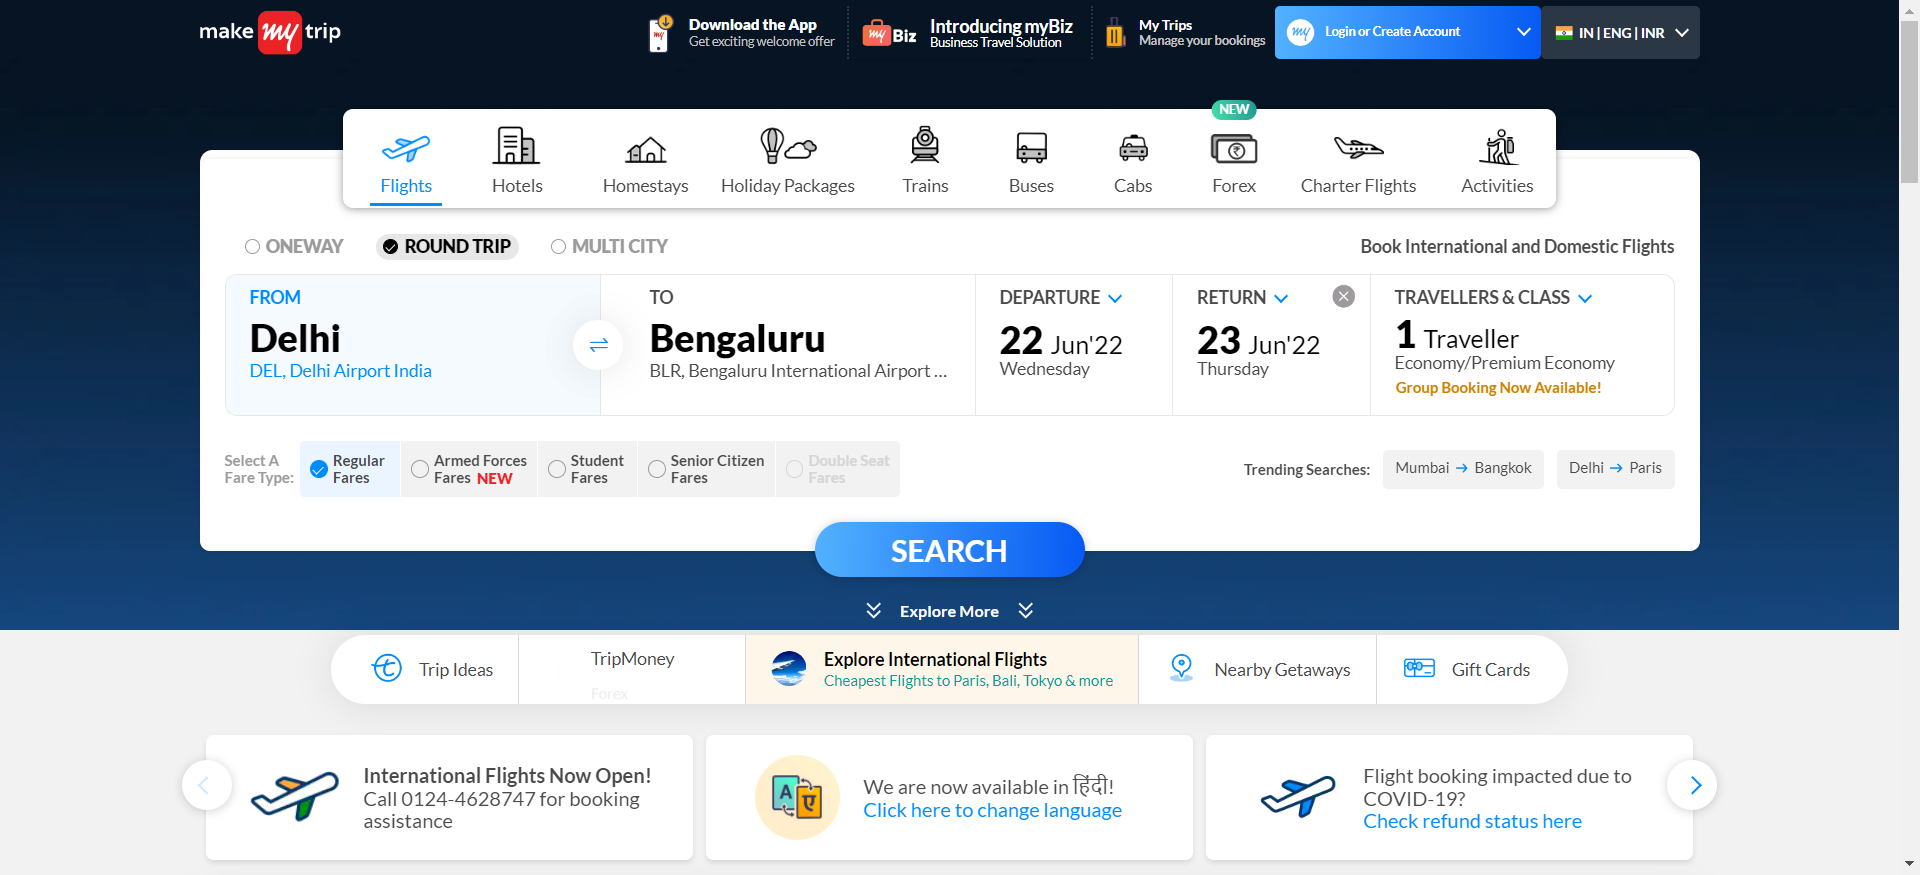 make my trip
Download the App
Get exciting welcome offer
my Biz
Introducing myBiz
Business Travel Solution
My Trips
Manage your bookings
my Login or Create Account
IN | ENG | INR
NEW
Flights
Hotels
Homestays
Holiday Packages
Trains
Buses
Cabs
Forex
Charter Flights
Activities
ONEWAY
ROUND TRIP
MULTI CITY
Book International and Domestic Flights
FROM
Delhi
DEL, Delhi Airport India
TO
Bengaluru
BLR, Bengaluru International Airport ...
DEPARTURE
22 Jun'22
Wednesday
RETURN
23 Jun'22
Thursday
TRAVELLERS & CLASS
1 Traveller
Economy/Premium Economy
Group Booking Now Available!
Select A
Fare Type:
Regular
Fares
Armed Forces
Fares NEW
Student
Fares
Senior Citizen
Fares
Double Seat
Fares
Trending Searches:
Mumbai → Bangkok
Delhi → Paris
SEARCH
Explore More
Trip Ideas
TripMoney
Forex
Explore International Flights
Cheapest Flights to Paris, Bali, Tokyo & more
Nearby Getaways
Gift Cards
International Flights Now Open!
Call 0124-4628747 for booking
assistance
A ए
We are now available in हिंदी!
Click here to change language
Flight booking impacted due to
COVID-19?
Check refund status here